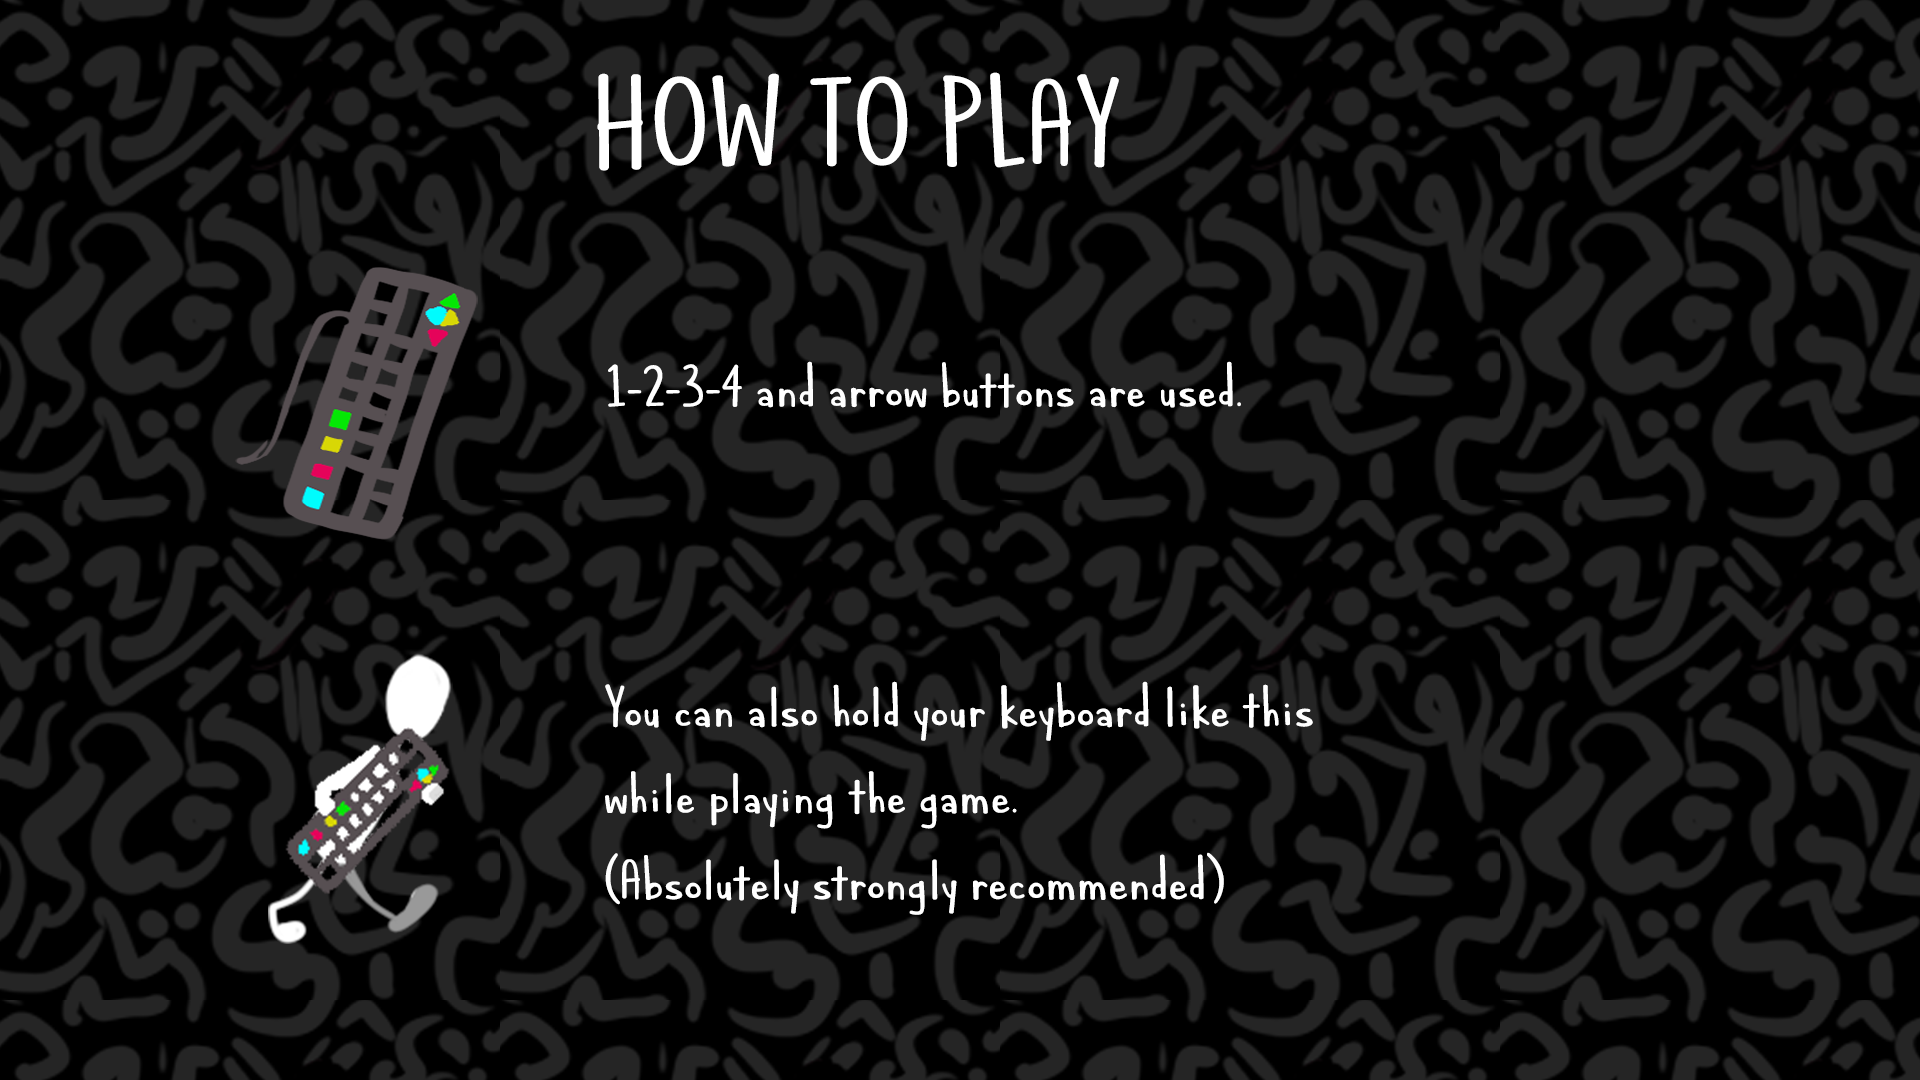 HOW TO PLAY
1-2-3-4 and arrow buttons are used.
You can also hold your keyboard like this
while playing the game.
(Absolutely strongly recommended)